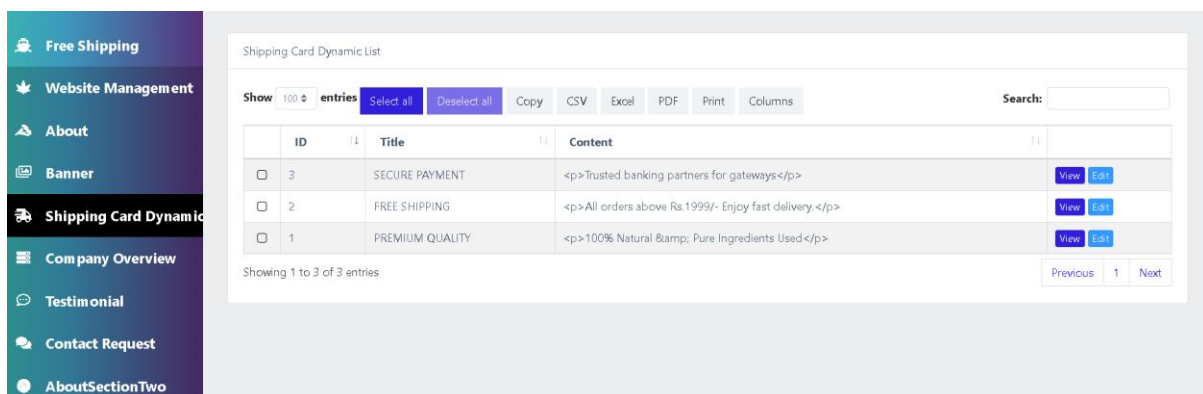 Free Shipping
Website Management
About
Banner
Shipping Card Dynamic
Company Overview
Testimonial
Contact Request
AboutSectionTwo
Shipping Card Dynamic List
Show 100 entries Select all Deselect all Copy CSV Excel PDF Print Columns Search:
ID Title Content
3 SECURE PAYMENT <p>Trusted banking partners for gateways</p> View Edit
2 FREE SHIPPING <p>All orders above Rs.1999/- Enjoy fast delivery.</p> View Edit
1 PREMIUM QUALITY <p>100% Natural &amp; Pure Ingredients Used</p> View Edit
Showing 1 to 3 of 3 entries Previous 1 Next